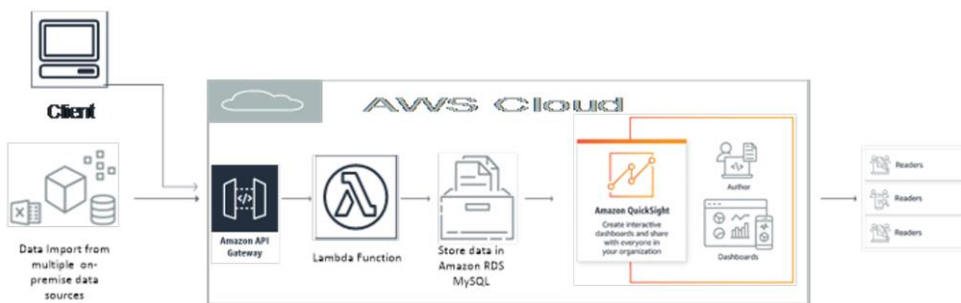 Client
AWS Cloud
Data Import from
multiple on-
premise data
sources
Amazon API
Gateway
Lambda Function
Store data in
Amazon RDS
MySQL
Amazon QuickSight
Create interactive
dashboards and share
with everyone in
your organization
Author
Dashboards
Readers
Readers
Readers